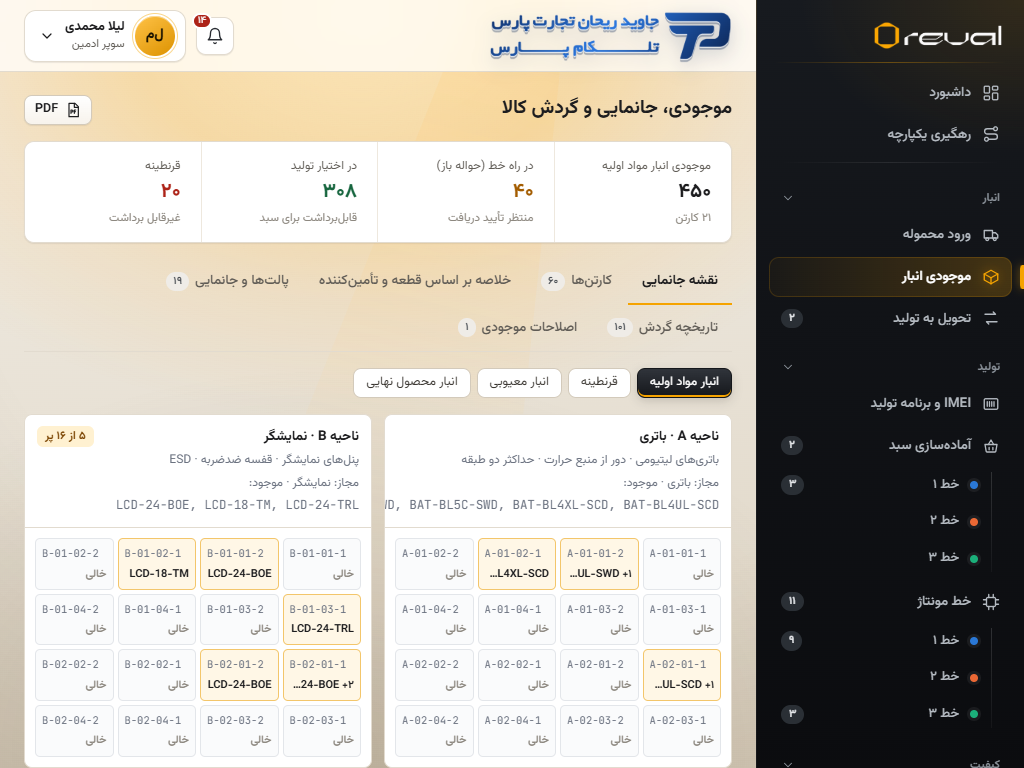 reval
داشبورد
رهگیری یکپارچه
انبار
ورود محموله
موجودی انبار
تحویل به تولید ۲
تولید
IMEI و برنامه تولید
آماده‌سازی سبد ۲
خط ۱ ۳
خط ۲
خط ۳
خط مونتاژ ۱۱
خط ۱ ۹
خط ۲
خط ۳ ۳
کیفیت
جاوید ریحان تجارت پارس
تلکام پارس
۱۴
لم
لیلا محمدی
سوپر ادمین
موجودی، جانمایی و گردش کالا
PDF
موجودی انبار مواد اولیه
۴۵۰
۲۱ کارتن
در راه خط (حواله باز)
۴۰
منتظر تأیید دریافت
در اختیار تولید
۳۰۸
قابل‌برداشت برای سبد
قرنطینه
۲۰
غیرقابل برداشت
نقشه جانمایی
کارتن‌ها ۶۰
خلاصه بر اساس قطعه و تأمین‌کننده
پالت‌ها و جانمایی ۱۹
تاریخچه گردش ۱۰۱
اصلاحات موجودی ۱
انبار مواد اولیه
قرنطینه
انبار معیوبی
انبار محصول نهایی
ناحیه A · باتری
باتری‌های لیتیومی · دور از منبع حرارت · حداکثر دو طبقه
مجاز: باتری · موجود:
VD, BAT-BL5C-SWD, BAT-BL4XL-SCD, BAT-BL4UL-SCD
A-01-01-1
خالی
A-01-01-2
…UL-SWD +۱
A-01-02-1
…L4XL-SCD
A-01-02-2
خالی
A-01-03-1
خالی
A-01-03-2
خالی
A-01-04-1
خالی
A-01-04-2
خالی
A-02-01-1
…UL-SCD +۱
A-02-01-2
خالی
A-02-02-1
خالی
A-02-02-2
خالی
A-02-03-1
خالی
A-02-03-2
خالی
A-02-04-1
خالی
A-02-04-2
خالی
ناحیه B · نمایشگر
۵ از ۱۶ پر
پنل‌های نمایشگر · قفسه ضدضربه · ESD
مجاز: نمایشگر · موجود:
LCD-24-BOE, LCD-18-TM, LCD-24-TRL
B-01-01-1
خالی
B-01-01-2
LCD-24-BOE
B-01-02-1
LCD-18-TM
B-01-02-2
خالی
B-01-03-1
LCD-24-TRL
B-01-03-2
خالی
B-01-04-1
خالی
B-01-04-2
خالی
B-02-01-1
…24-BOE +۲
B-02-01-2
LCD-24-BOE
B-02-02-1
خالی
B-02-02-2
خالی
B-02-03-1
خالی
B-02-03-2
خالی
B-02-04-1
خالی
B-02-04-2
خالی